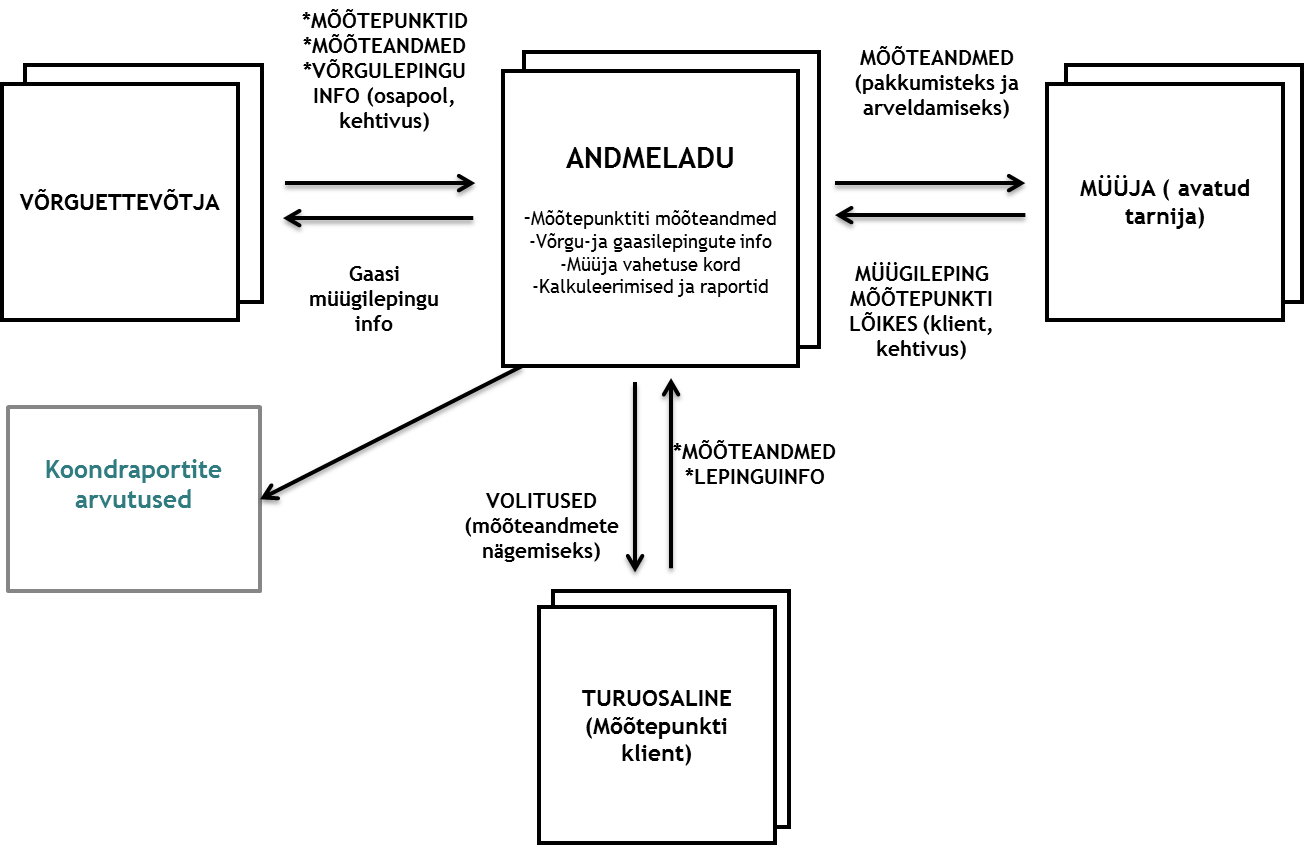 *MÕÕTEPUNKTID
*MÕÕTEANDMED
*VÕRGULEPINGU
INFO (osapool,
kehtivus)
MÕÕTEANDMED
(pakkumisteks ja
arveldamiseks)
VÕRGUETTEVÕTJA
ANDMELADU
-Mõõtepunktiti mõõteandmed
-Võrgu-ja gaasilepingute info
-Müüja vahetuse kord
-Kalkuleerimised ja raportid
MÜÜJA ( avatud
tarnija)
Gaasi
müügilepingu
info
MÜÜGILEPING
MÕÕTEPUNKTI
LÕIKES (klient,
kehtivus)
Koondraportite
arvutused
*MÕÕTEANDMED
*LEPINGUINFO
VOLITUSED
(mõõteandmete
nägemiseks)
TURUOSALINE
(Mõõtepunkti
klient)